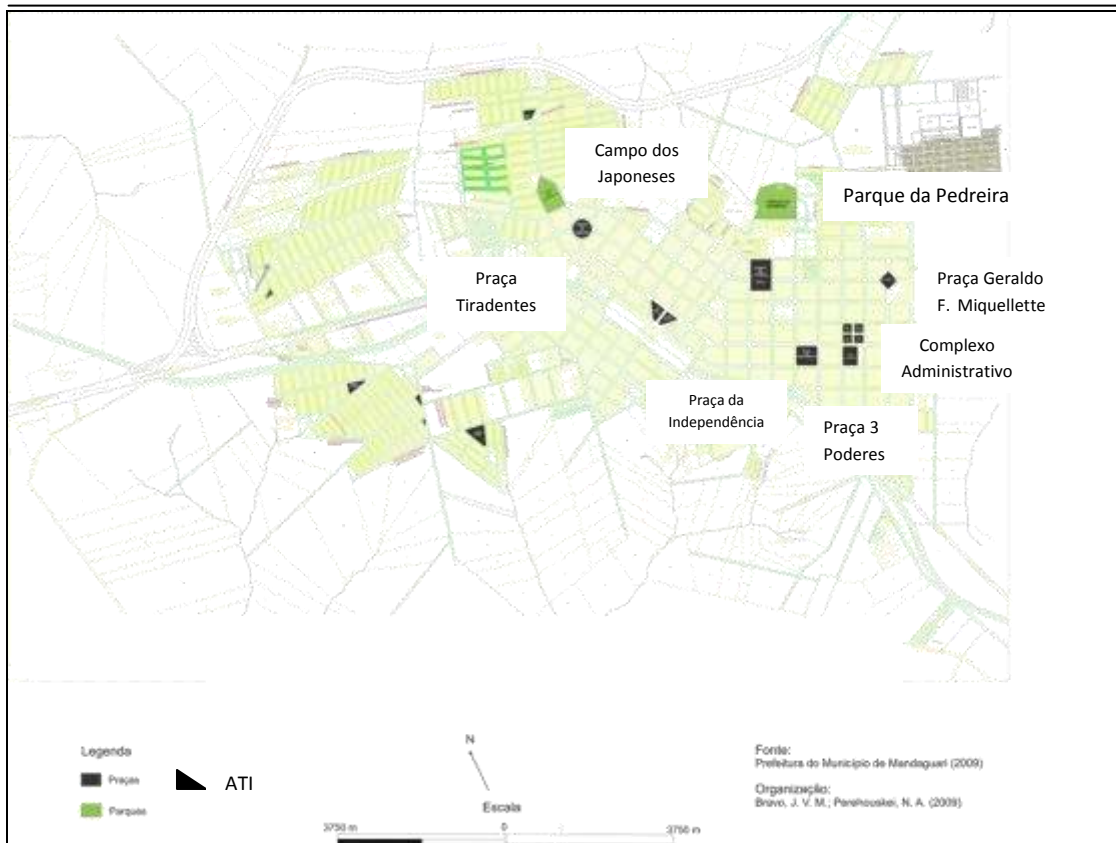 Campo dos
Japoneses
Parque da Pedreira
Praça
Tiradentes
Praça Geraldo
F. Miquellette
Complexo
Administrativo
Praça da
Independência
Praça 3
Poderes
Legenda
Praças
ATI
Parques
N
Escala
3750 m 0 3750 m
Fonte:
Prefeitura do Município de Mandaguari (2009)
Organização:
Bravo, J. V. M.; Perehouskei, N. A. (2009)